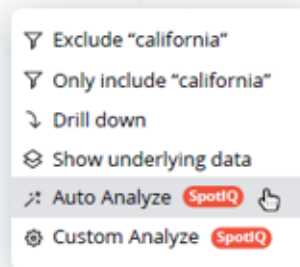 Exclude “california”
Only include “california”
Drill down
Show underlying data
Auto Analyze SpotIQ
Custom Analyze SpotIQ